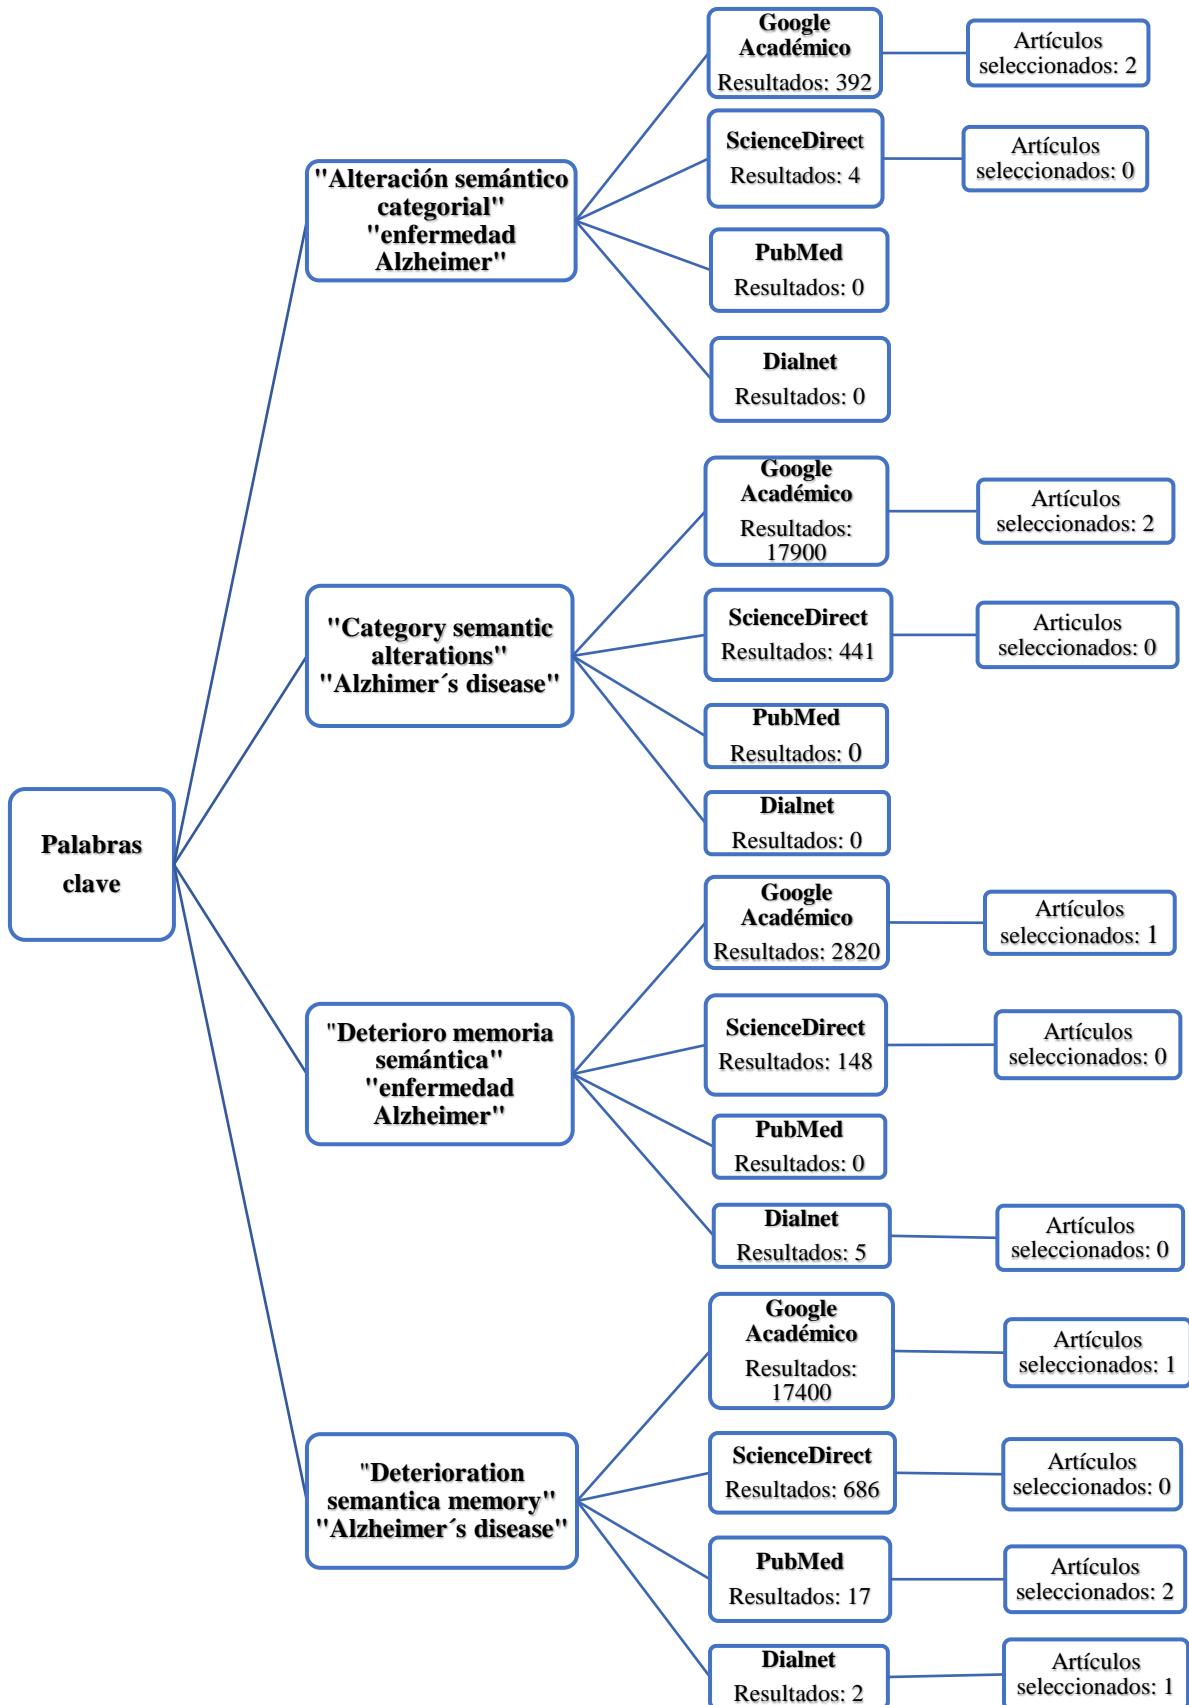 Palabras
clave
"Alteración semántico
categorial"
"enfermedad
Alzheimer"
Google
Académico
Resultados: 392
Artículos
seleccionados: 2
ScienceDirect
Resultados: 4
Artículos
seleccionados: 0
PubMed
Resultados: 0
Dialnet
Resultados: 0
"Category semantic
alterations"
"Alzhimer´s disease"
Google
Académico
Resultados:
17900
Artículos
seleccionados: 2
ScienceDirect
Resultados: 441
Articulos
seleccionados: 0
PubMed
Resultados: 0
Dialnet
Resultados: 0
"Deterioro memoria
semántica"
"enfermedad
Alzheimer"
Google
Académico
Resultados: 2820
Artículos
seleccionados: 1
ScienceDirect
Resultados: 148
Artículos
seleccionados: 0
PubMed
Resultados: 0
Dialnet
Resultados: 5
Artículos
seleccionados: 0
"Deterioration
semantica memory"
"Alzheimer´s disease"
Google
Académico
Resultados:
17400
Artículos
seleccionados: 1
ScienceDirect
Resultados: 686
Artículos
seleccionados: 0
PubMed
Resultados: 17
Artículos
seleccionados: 2
Dialnet
Resultados: 2
Artículos
seleccionados: 1